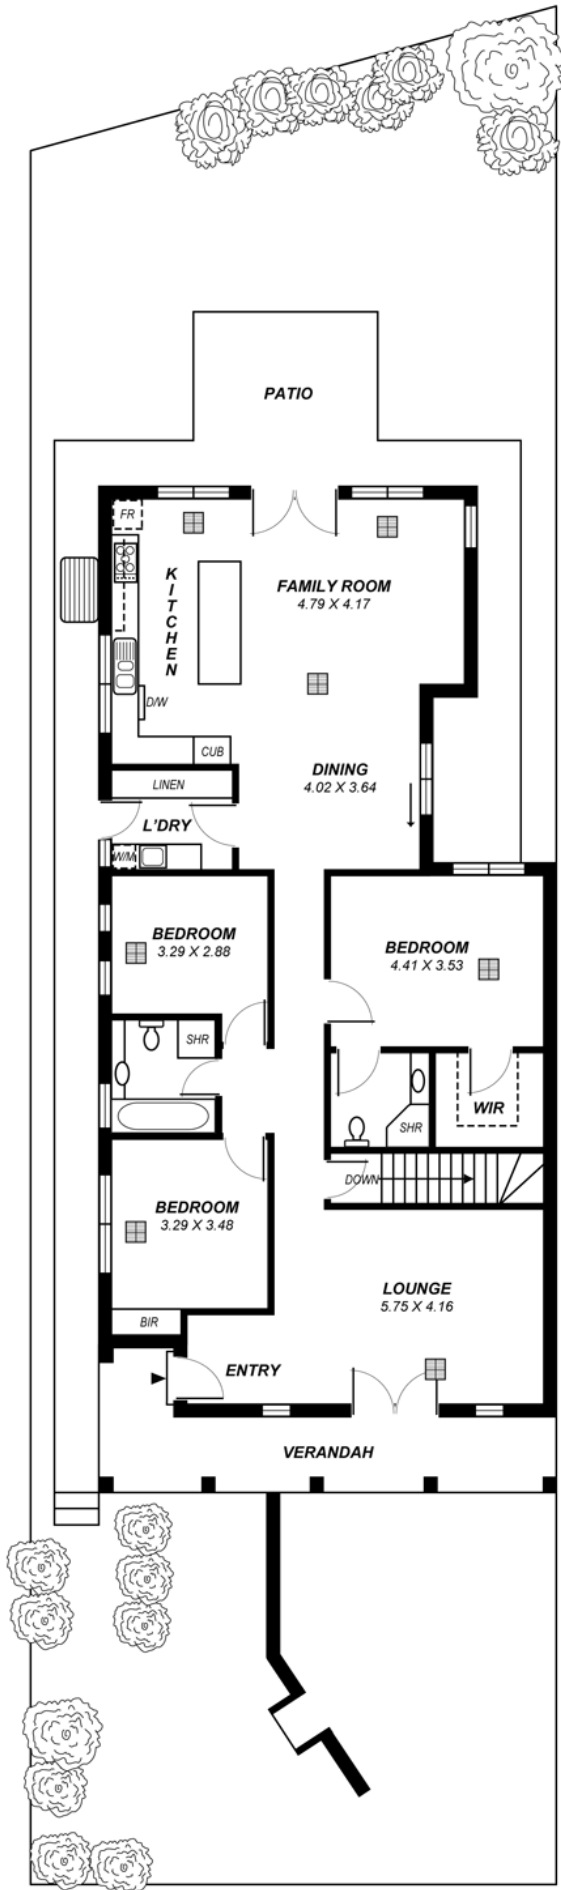 PATIO
FR
KITCHEN
FAMILY ROOM
4.79 X 4.17
D/W
CUB
DINING
4.02 X 3.64
LINEN
L'DRY
W/M
BEDROOM
3.29 X 2.88
BEDROOM
4.41 X 3.53
SHR
WIR
SHR
DOWN
BEDROOM
3.29 X 3.48
LOUNGE
5.75 X 4.16
BIR
ENTRY
VERANDAH